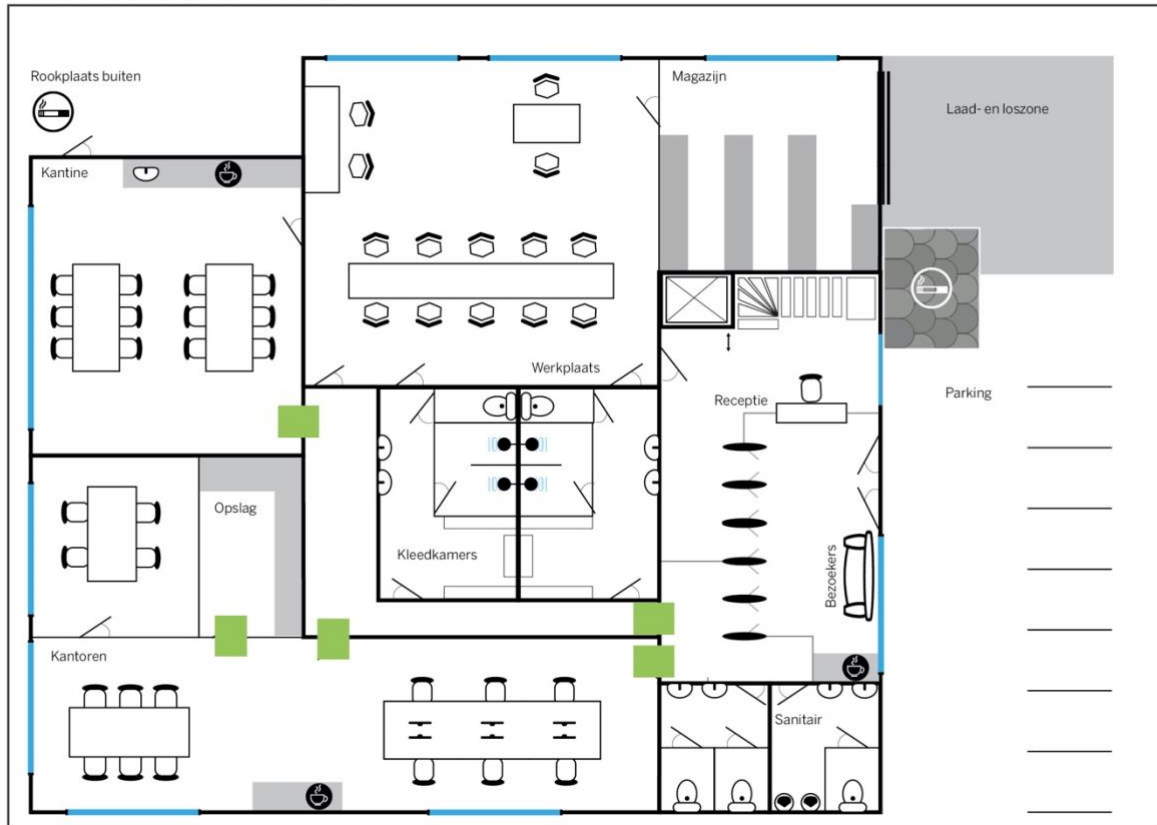 Rookplaats buiten
Magazijn
Laad- en loszone
Kantine
Werkplaats
Receptie
Parking
Opslag
Kleedkamers
Bezoekers
Kantoren
Sanitair